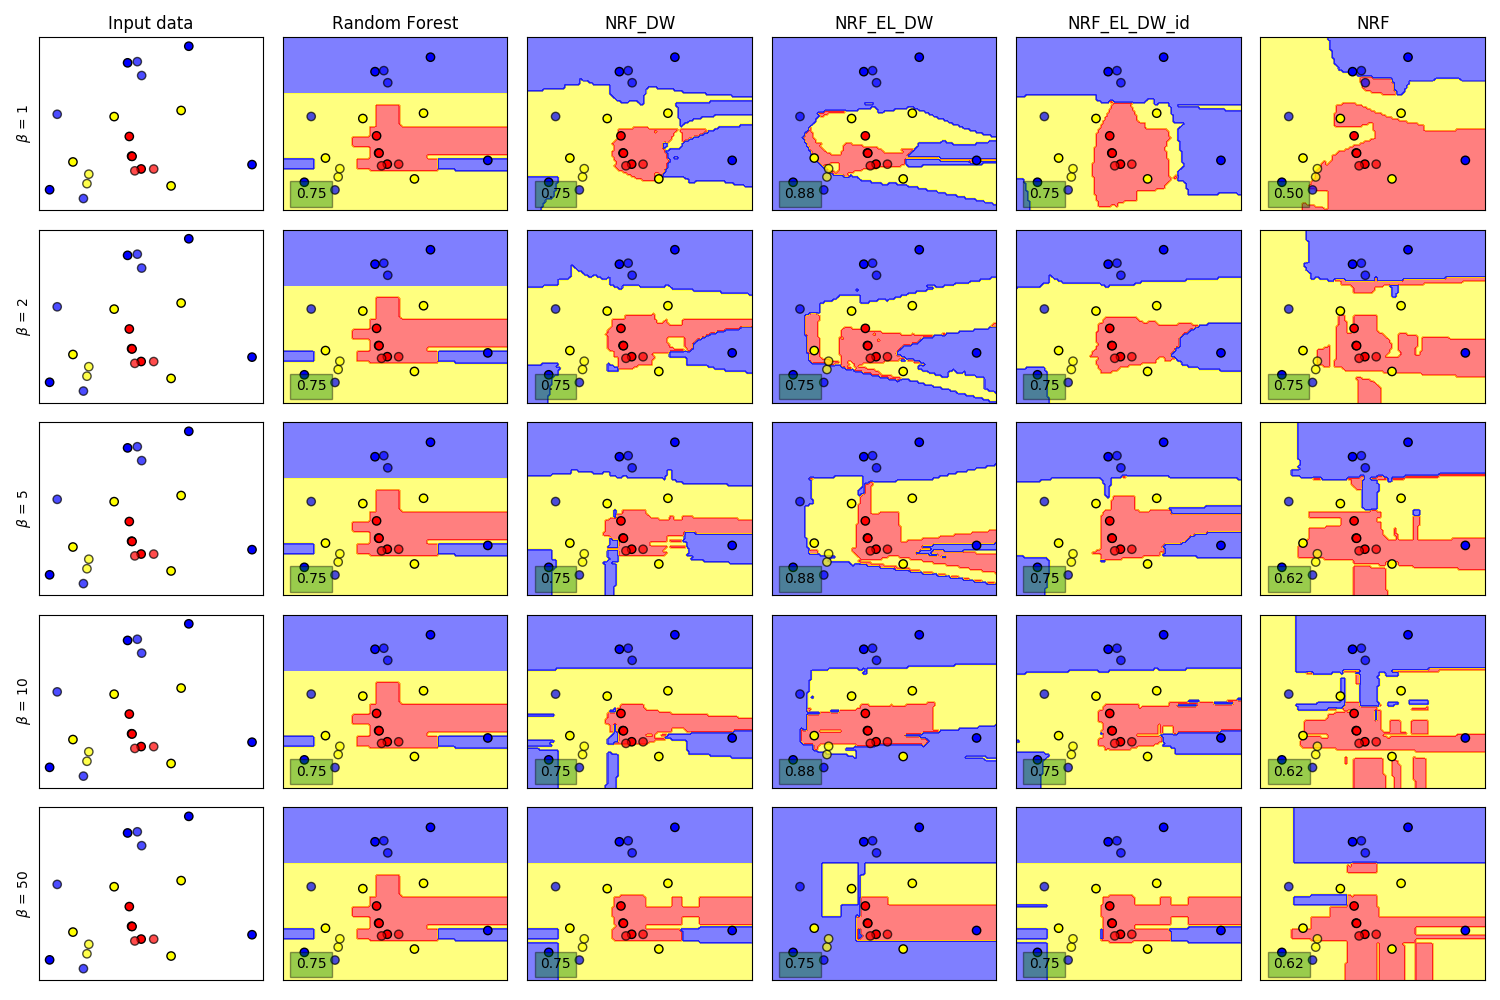 Input data Random Forest NRF_DW NRF_EL_DW NRF_EL_DW_id NRF
β = 1 0.75 0.75 0.88 0.75 0.50
β = 2 0.75 0.75 0.75 0.75 0.75
β = 5 0.75 0.75 0.88 0.75 0.62
β = 10 0.75 0.75 0.88 0.75 0.62
β = 50 0.75 0.75 0.75 0.75 0.62